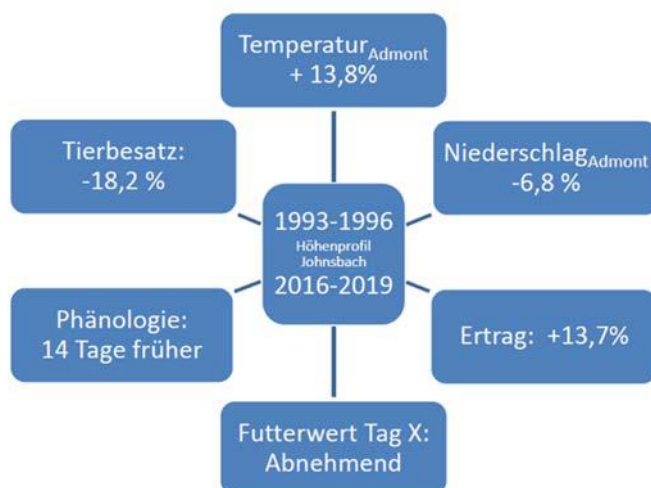 Temperatur Admont
+ 13,8%
Tierbesatz:
-18,2 %
Niederschlag Admont
-6,8 %
1993-1996
Höhenprofil
Johnsbach
2016-2019
Phänologie:
14 Tage früher
Ertrag: +13,7%
Futterwert Tag X:
Abnehmend